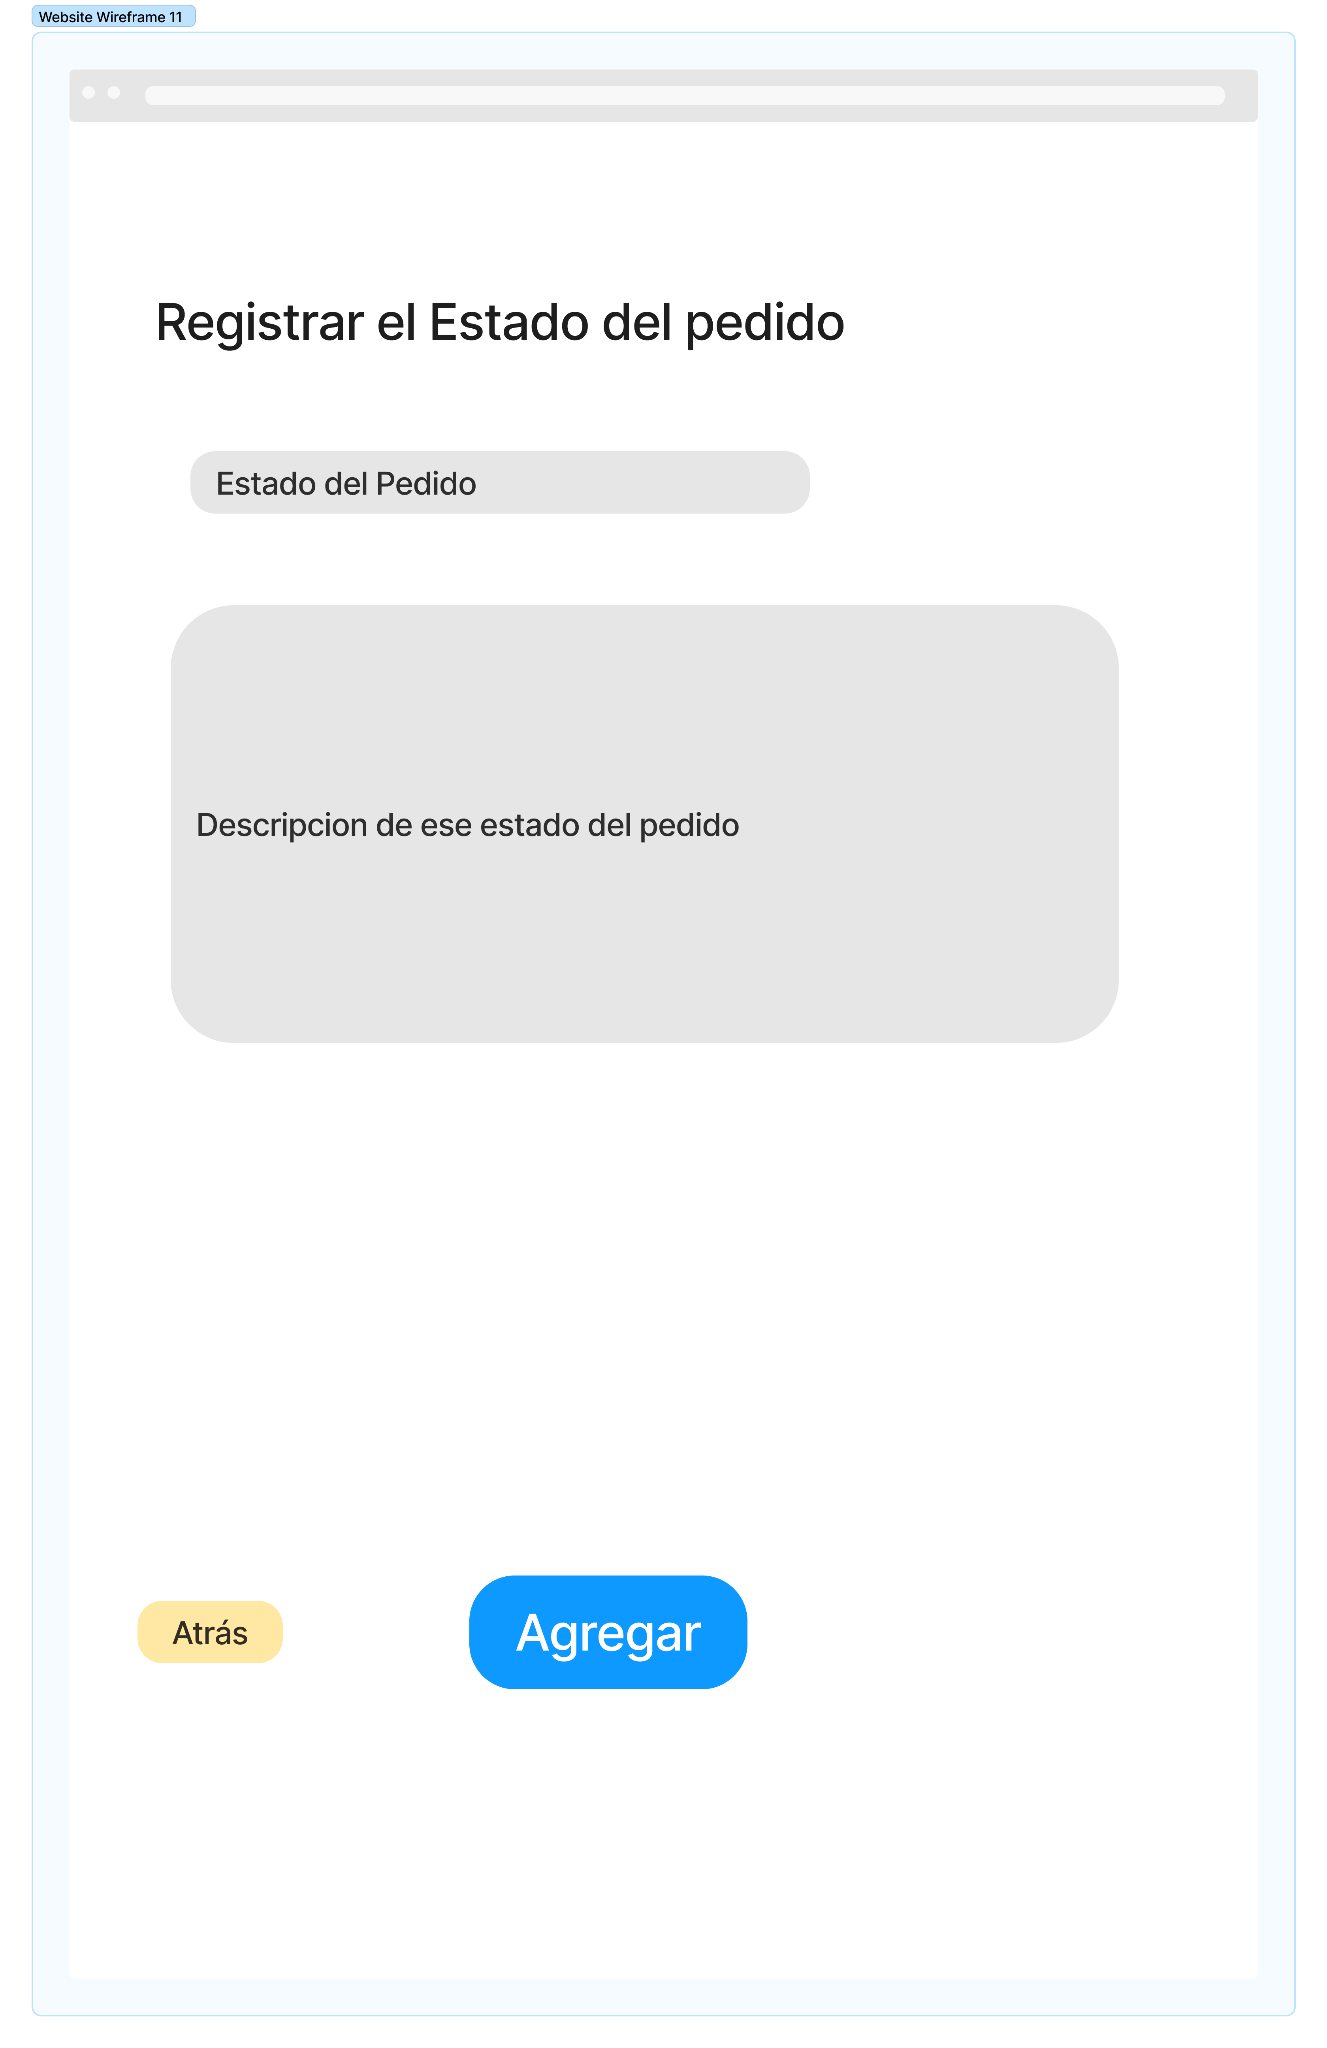 Website Wireframe 11
Registrar el Estado del pedido
Estado del Pedido
Descripcion de ese estado del pedido
Atrás
Agregar